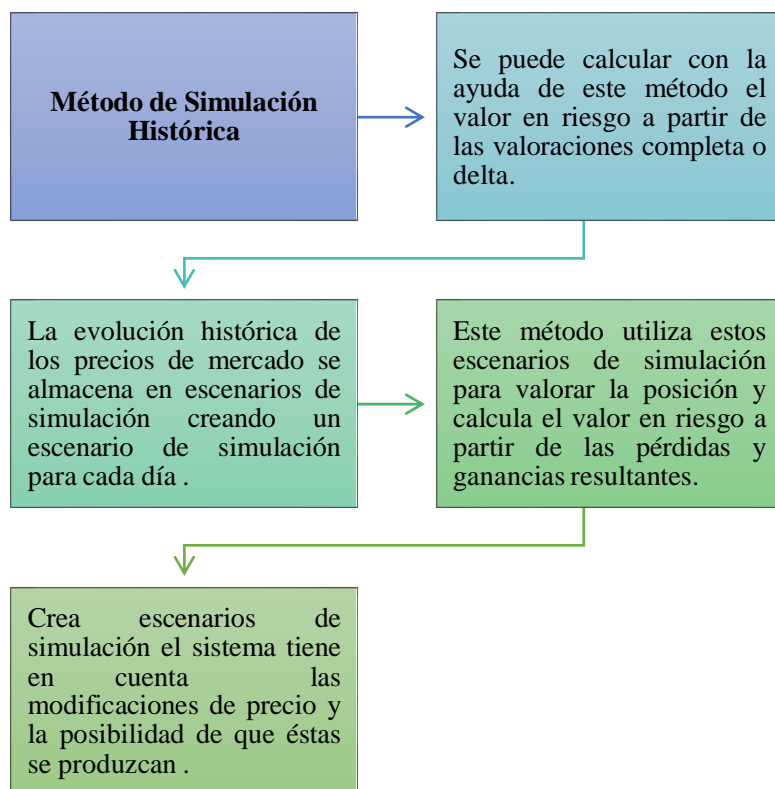 Método de Simulación
Histórica
Se puede calcular con la
ayuda de este método el
valor en riesgo a partir de
las valoraciones completa o
delta.
La evolución histórica de
los precios de mercado se
almacena en escenarios de
simulación creando un
escenario de simulación
para cada día .
Este método utiliza estos
escenarios de simulación
para valorar la posición y
calcula el valor en riesgo a
partir de las pérdidas y
ganancias resultantes.
Crea escenarios de
simulación el sistema tiene
en cuenta las
modificaciones de precio y
la posibilidad de que éstas
se produzcan .